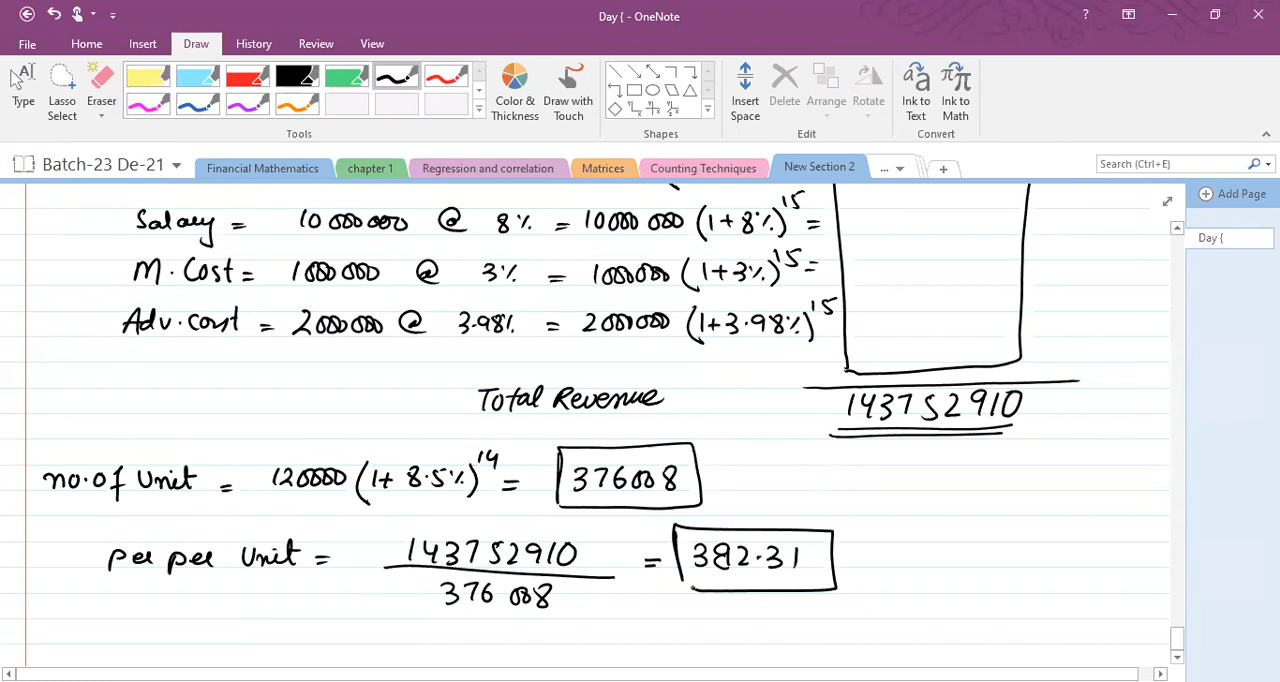 Day { - OneNote
?
File Home Insert Draw History Review View
Type
Lasso Select
Eraser
Color & Thickness
Draw with Touch
Insert Space
Delete
Arrange
Rotate
Ink to Text
Ink to Math
Tools
Shapes
Edit
Convert
Batch-23 De-21
Financial Mathematics chapter 1 Regression and correlation Matrices Counting Techniques New Section 2 ...
Search (Ctrl+E)
Add Page
Day {
Salary = 10000000 @ 8% = 10000000 (1+8%)^15 =
M. Cost = 1000000 @ 3% = 1000000 (1+3%)^15 =
Adv. cost = 2000000 @ 3.98% = 2000000 (1+3.98%)^15
Total Revenue 143752910
no. of Unit = 120000 (1+ 8.5%)^14 = 376008
per per Unit = 143752910 / 376008 = 382.31